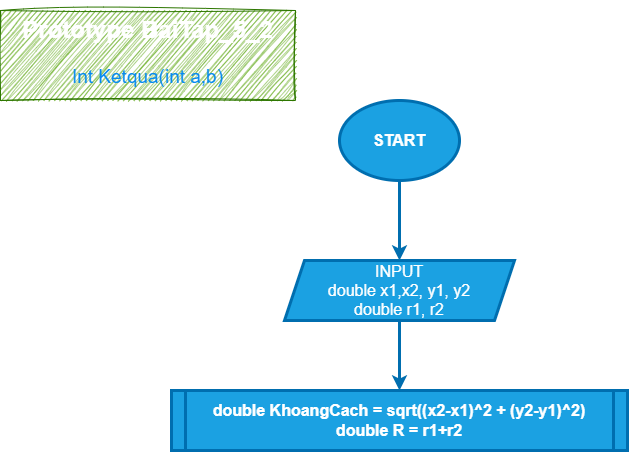 Prototype BaiTap_5_2
Int Ketqua(int a,b)
START
INPUT
double x1,x2, y1, y2
double r1, r2
double KhoangCach = sqrt((x2-x1)^2 + (y2-y1)^2)
double R = r1+r2